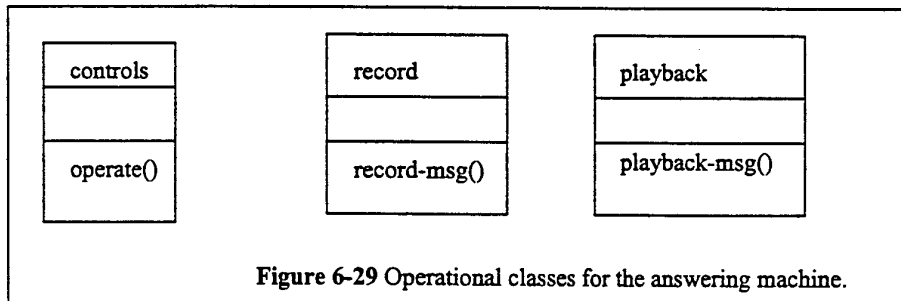 controls
record
playback
operate()
record-msg()
playback-msg()
Figure 6-29 Operational classes for the answering machine.